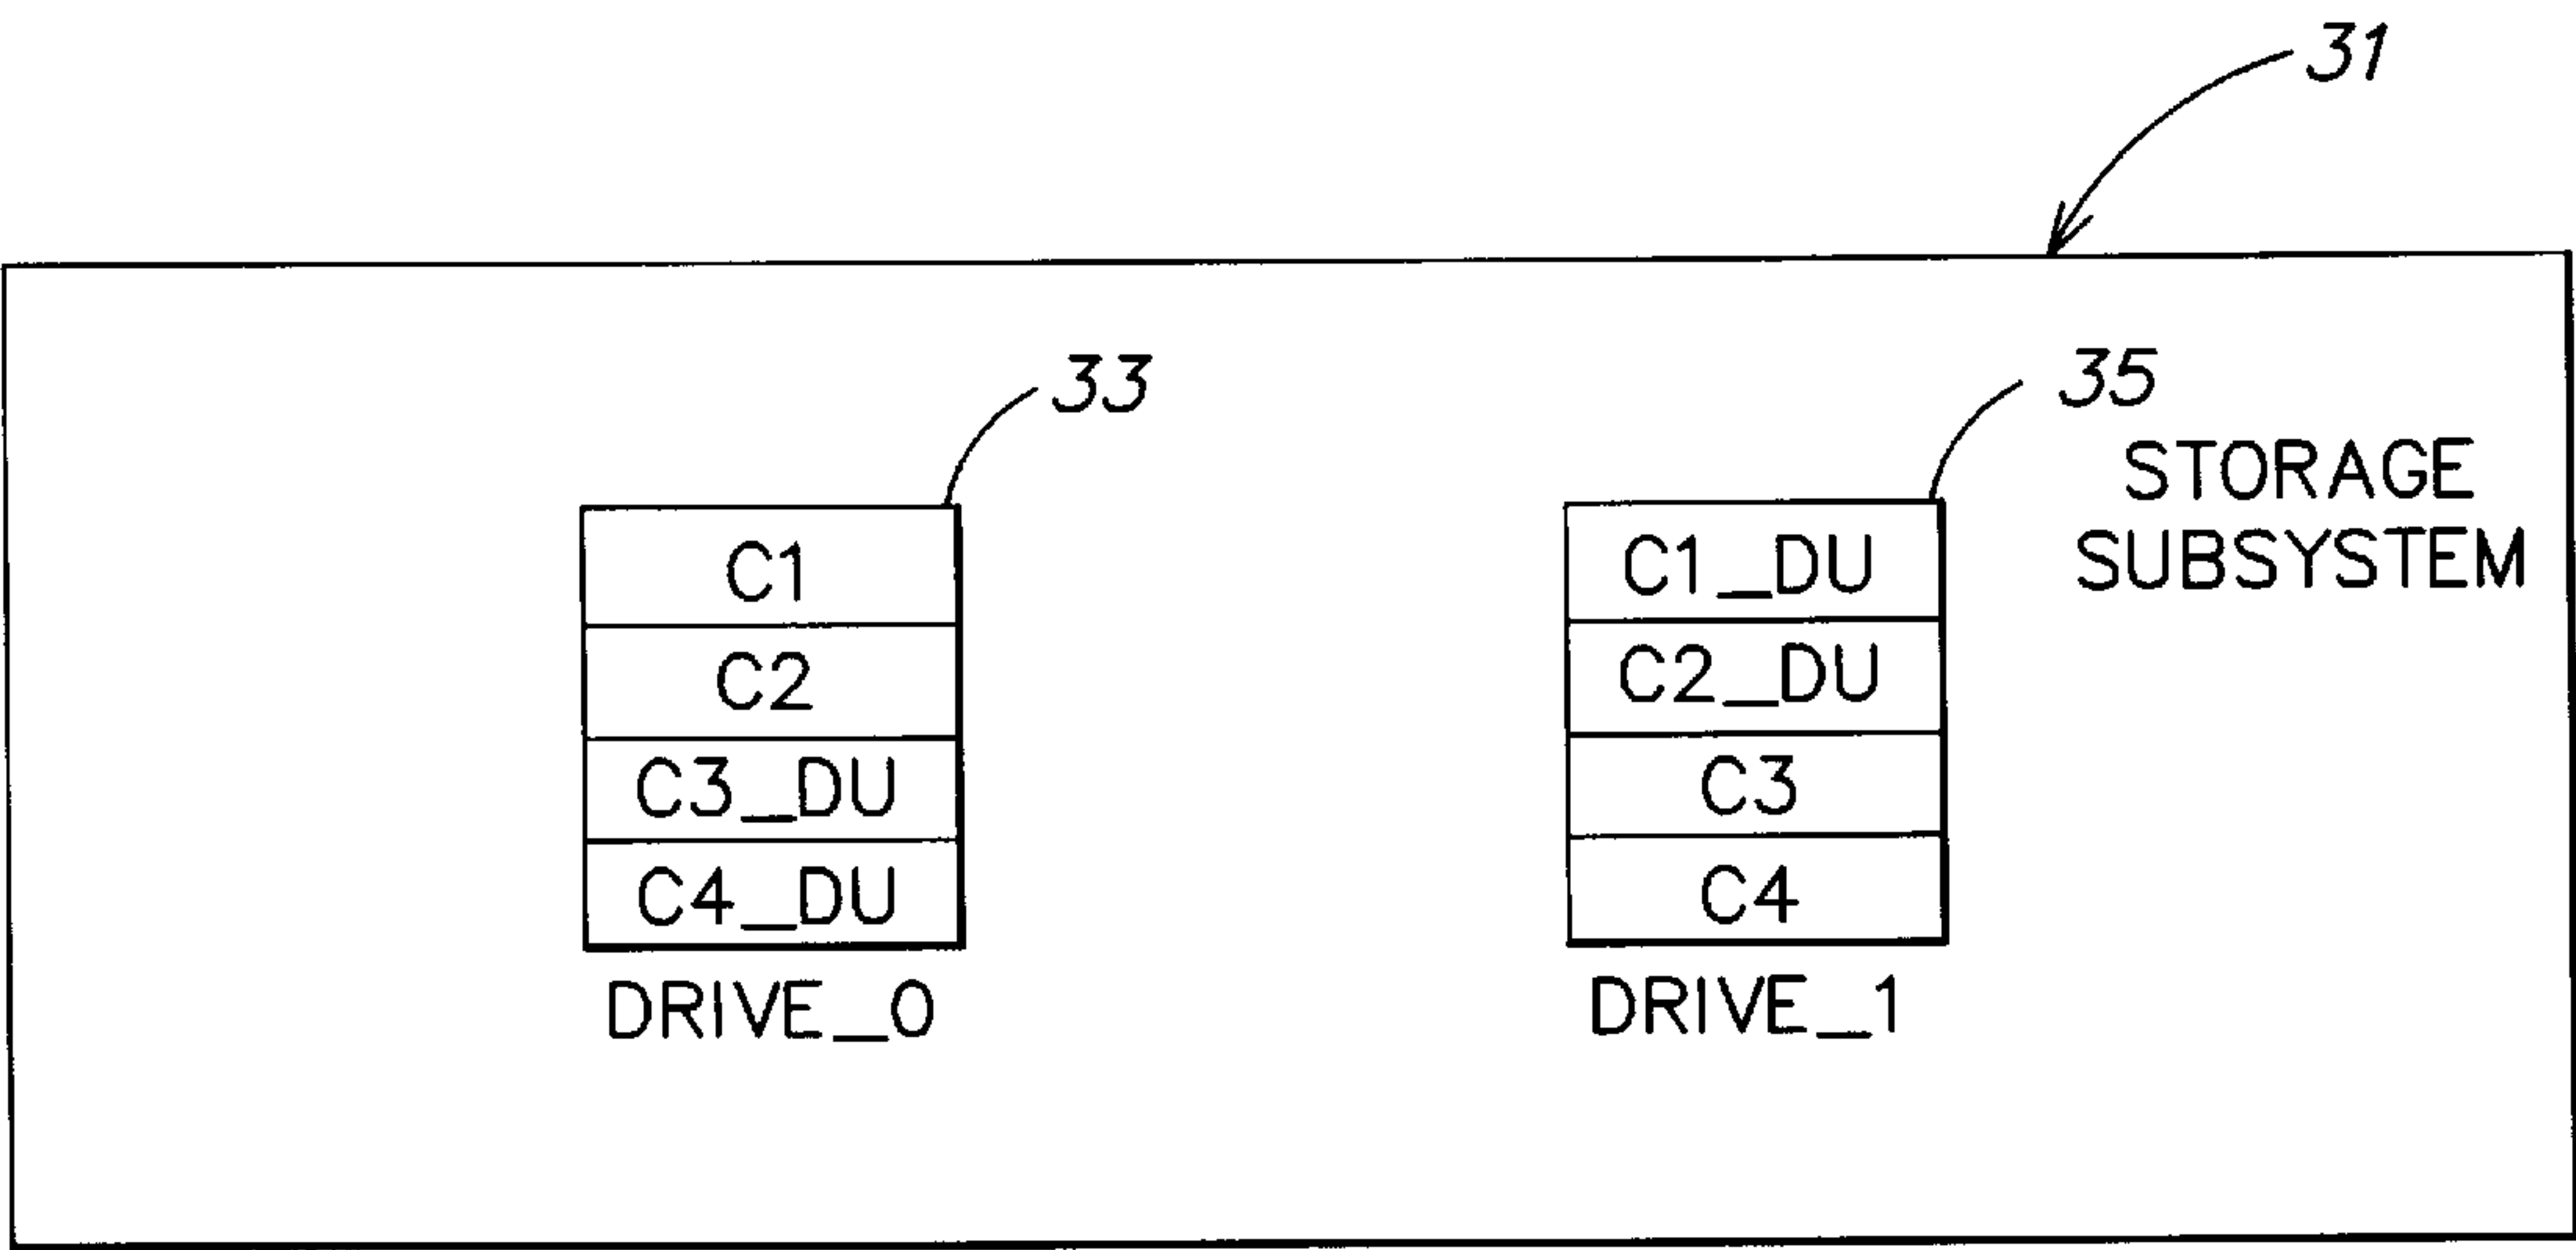 31
33
35
STORAGE
SUBSYSTEM
C1
C2
C3_DU
C4_DU
DRIVE_0
C1_DU
C2_DU
C3
C4
DRIVE_1